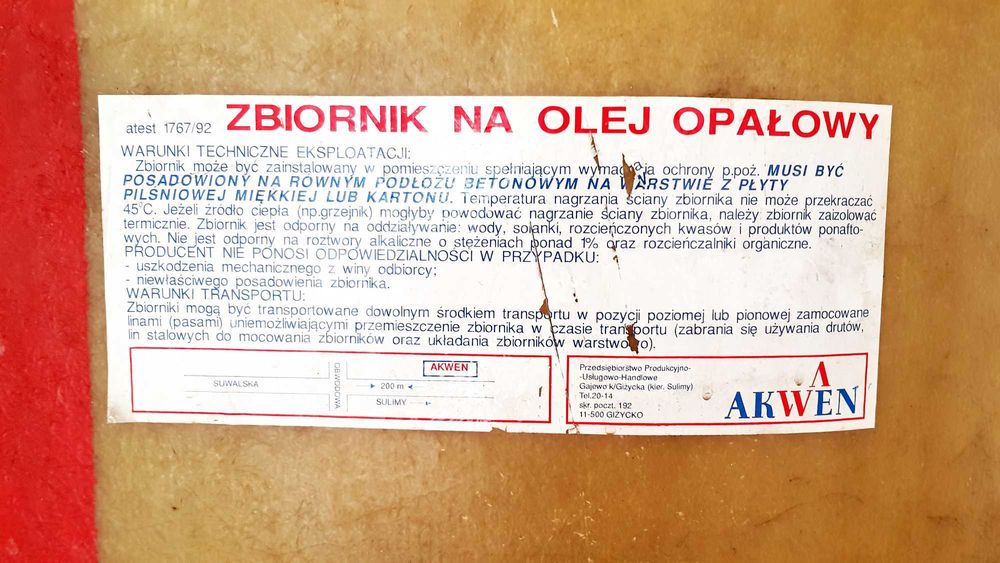 ZBIORNIK NA OLEJ OPAŁOWY
atest 1767/92
WARUNKI TECHNICZNE EKSPLOATACJI:
Zbiornik może być zainstalowany w pomieszczeniu spełniającym wymagania ochrony p.poż. MUSI BYĆ
POSADOWIONY NA RÓWNYM PODŁOŻU BETONOWYM NA WARSTWIE Z PŁYTY
PILŚNIOWEJ MIĘKKIEJ LUB KARTONU. Temperatura nagrzania ściany zbiornika nie może przekraczać
45°C. Jeżeli źródło ciepła (np.grzejnik) mogłyby powodować nagrzanie ściany zbiornika, należy zbiornik zaizolować
termicznie. Zbiornik jest odporny na oddziaływanie: wody, solanki, rozcieńczonych kwasów i produktów ponafto-
wych. Nie jest odporny na roztwory alkaliczne o stężeniach ponad 1% oraz rozcieńczalniki organiczne.
PRODUCENT NIE PONOSI ODPOWIEDZIALNOŚCI W PRZYPADKU:
- uszkodzenia mechanicznego z winy odbiorcy;
- niewłaściwego posadowienia zbiornika.
WARUNKI TRANSPORTU:
Zbiorniki mogą być transportowane dowolnym środkiem transportu w pozycji poziomej lub pionowej zamocowane
linami (pasami) uniemożliwiającymi przemieszczenie zbiornika w czasie transportu (zabrania się używania drutów,
lin stalowych do mocowania zbiorników oraz układania zbiorników warstwowo).
SUWALSKA
OBWODOWA
AKWEN
200 m
SULIMY
Przedsiębiorstwo Produkcyjno-
-Usługowo-Handlowe
Gajewo k/Giżycka (kier. Sulimy)
Tel.20-14
skr. poczt. 192
11-500 GIŻYCKO
AKWEN